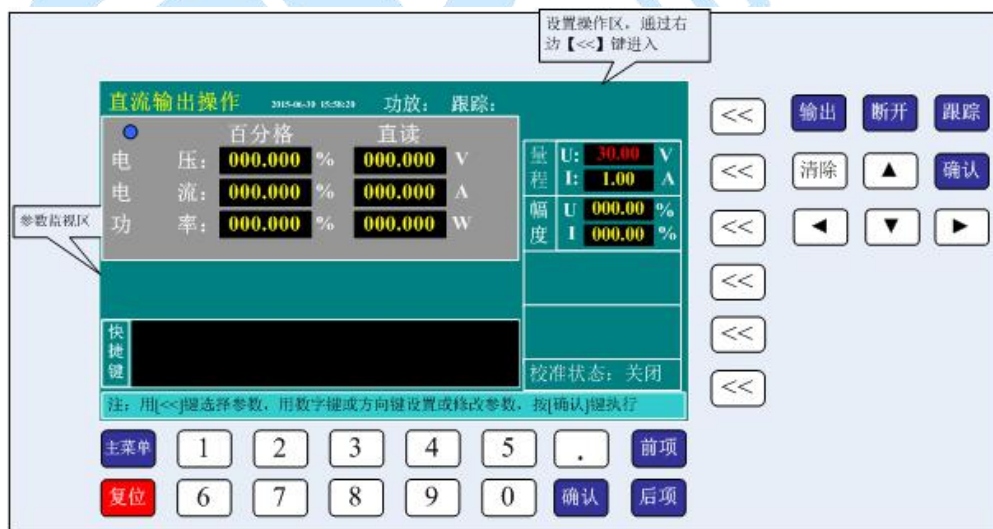 设置操作区，通过右
边【<<】键进入
直流输出操作 2015-06-30 15:58:20 功放： 跟踪：
百分格 直读
电 压： 000.000 % 000.000 V
电 流： 000.000 % 000.000 A
功 率： 000.000 % 000.000 W
量程 U: 30.00 V
I: 1.00 A
幅度 U 000.00 %
I 000.00 %
参数监视区
快捷键
校准状态：关闭
注：用[<<]键选择参数，用数字键或方向键设置或修改参数，按[确认]键执行
<< 输出 断开 跟踪
<< 清除 ▲ 确认
<< ◄ ▼ ►
<<
<<
<<
主菜单 1 2 3 4 5 . 前项
复位 6 7 8 9 0 确认 后项